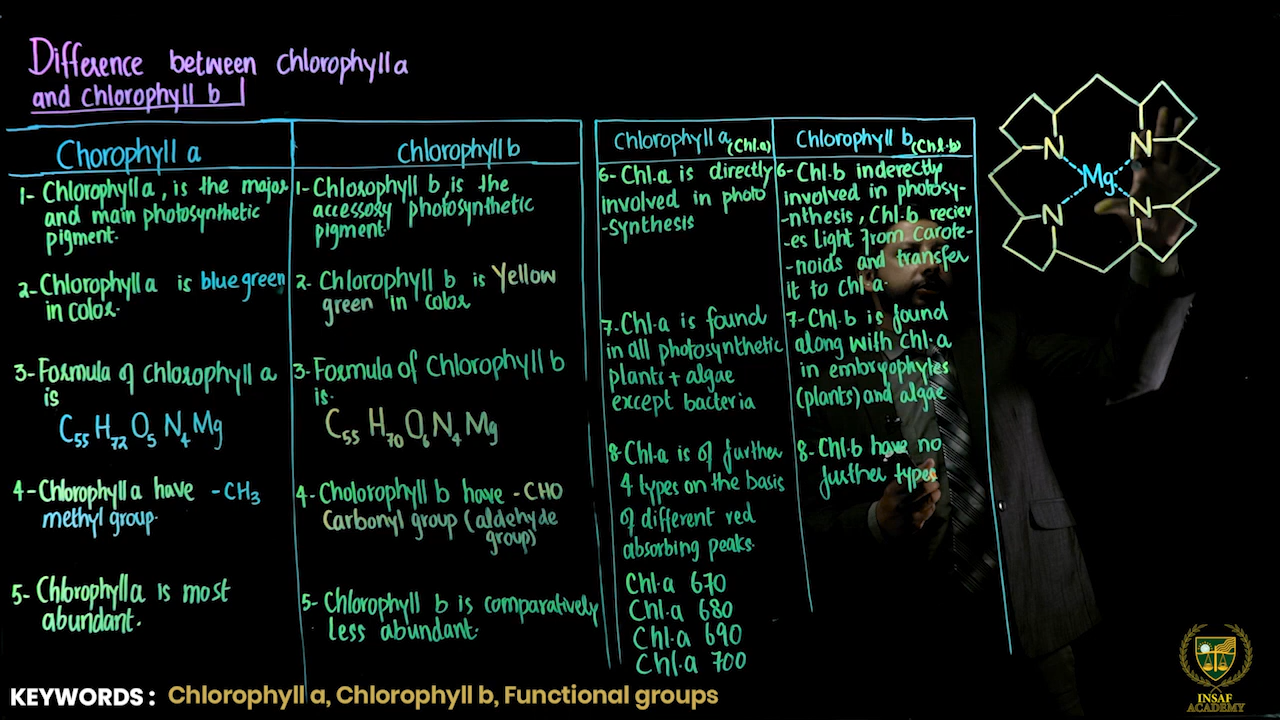 Difference between chlorophyll a
and chlorophyll b
Chorophyll a
1- Chlorophyll a, is the major
and main photosynthetic
pigment.
2- Chlorophyll a is blue green
in color.
3- Formula of chlorophyll a
is
C55 H72 O5 N4 Mg
4- Chlorophyll a have -CH3
methyl group.
5- Chlorophyll a is most
abundant.
Chlorophyll b
1- Chlorophyll b, is the
accessory photosynthetic
pigment.
2- Chlorophyll b is Yellow
green in color
3- Formula of Chlorophyll b
is.
C55 H70 O6 N4 Mg
4- Cholorophyll b have -CHO
Carbonyl group (aldehyde
group)
5- Chlorophyll b is comparatively
less abundant.
Chlorophyll a (Chl.a)
6- Chl.a is directly
involved in photo
-synthesis
7- Chl.a is found
in all photosynthetic
plants + algae
except bacteria
8- Chl.a is of further
4 types on the basis
of different red
absorbing peaks.
Chl.a 670
Chl.a 680
Chl.a 690
Chl.a 700
Chlorophyll b (Chl.b)
6- Chl.b inderectly
involved in photosy-
-nthesis, Chl.b reciev
-es Light from Carote-
-noids and transfer
it to chl.a.
7- Chl.b is found
along with chl.a
in embryophytes
(plants) and algae
8- Chl.b have no
further types
N N
Mg
N N
KEYWORDS : Chlorophyll a, Chlorophyll b, Functional groups
INSAF
ACADEMY